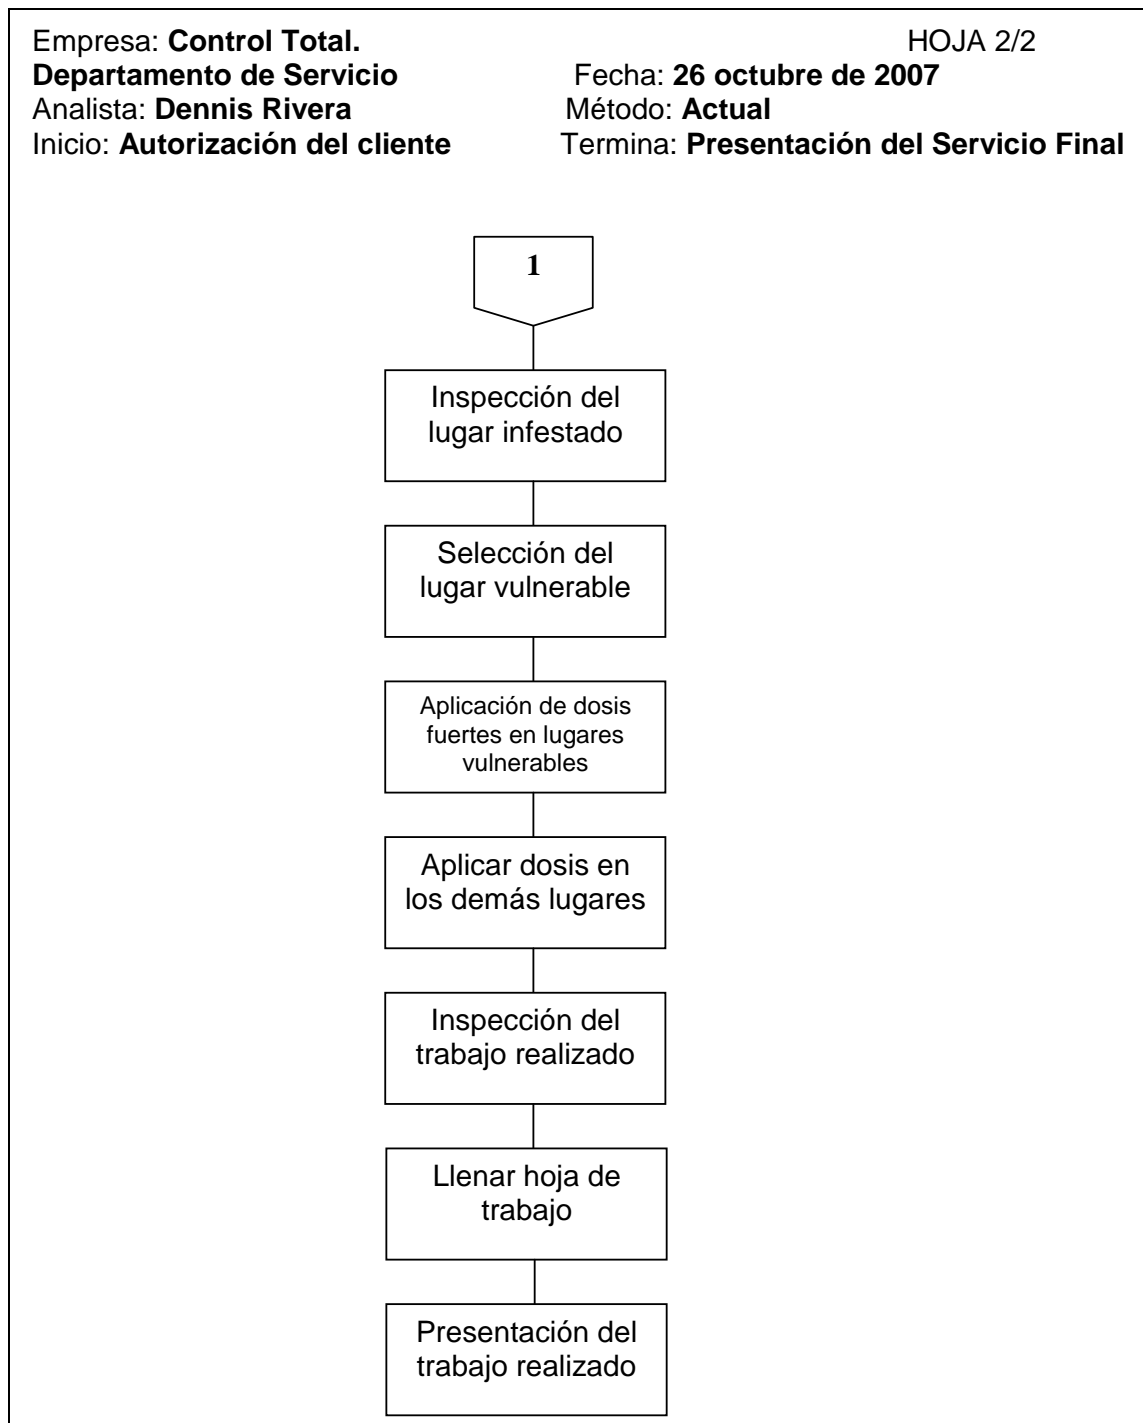 Empresa: Control Total. HOJA 2/2
Departamento de Servicio Fecha: 26 octubre de 2007
Analista: Dennis Rivera Método: Actual
Inicio: Autorización del cliente Termina: Presentación del Servicio Final
1
Inspección del
lugar infestado
Selección del
lugar vulnerable
Aplicación de dosis
fuertes en lugares
vulnerables
Aplicar dosis en
los demás lugares
Inspección del
trabajo realizado
Llenar hoja de
trabajo
Presentación del
trabajo realizado